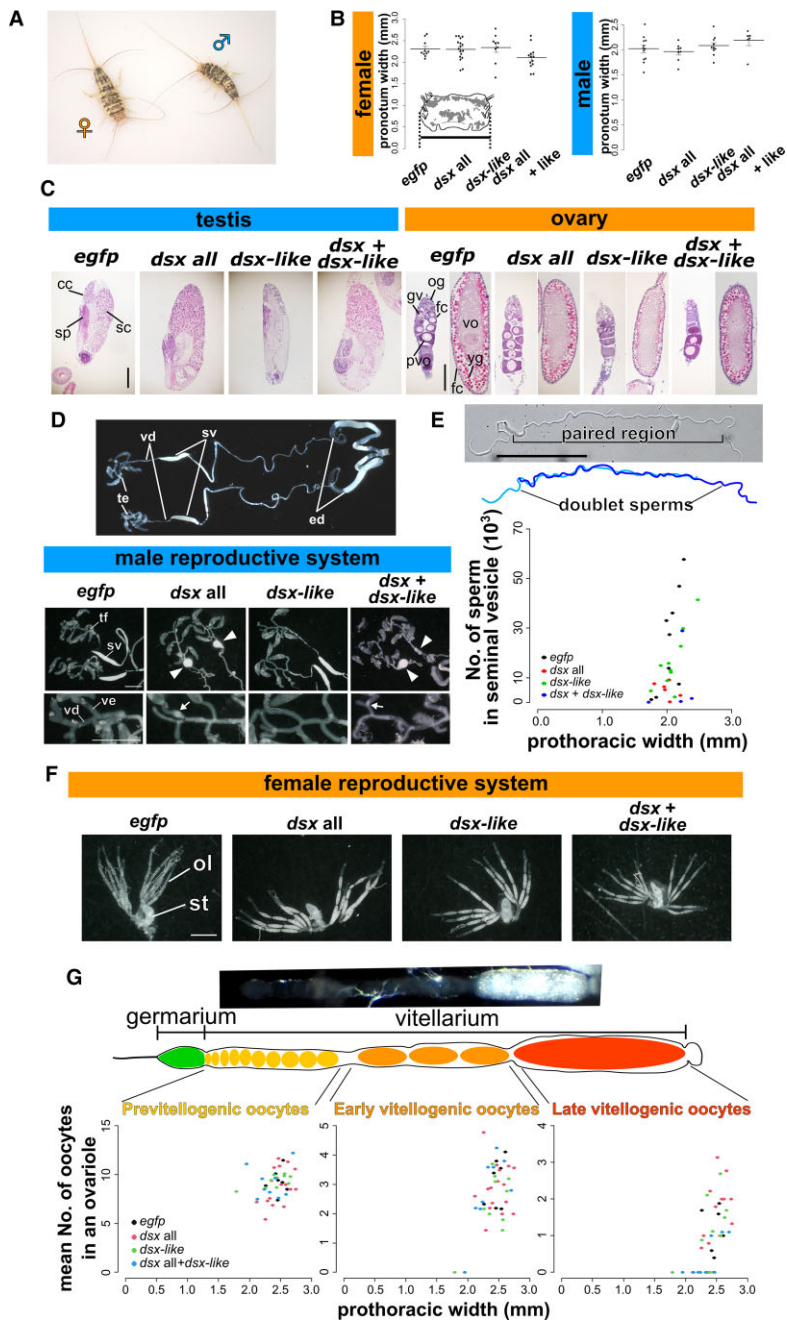 A
♂
♀
B
female
pronotum width (mm)
0.0 0.5 1.0 1.5 2.0 2.5 3.0
egfp
dsx all
dsx-like
dsx all
+ like
male
pronotum width (mm)
0.0 0.5 1.0 1.5 2.0 2.5
egfp
dsx all
dsx-like
dsx all
+ like
C
testis
ovary
egfp
dsx all
dsx-like
dsx +
dsx-like
egfp
dsx all
dsx-like
dsx +
dsx-like
cc
sp
sc
og
gv
fc
pvo
vo
yg
fc
D
vd
sv
te
ed
male reproductive system
egfp
dsx all
dsx-like
dsx +
dsx-like
tf
sv
vd
ve
E
paired region
doublet sperms
No. of sperm
in seminal vesicle (10³)
0 10 30 50 70
egfp
dsx all
dsx-like
dsx + dsx-like
0.0 1.0 2.0 3.0
prothoracic width (mm)
F
female reproductive system
egfp
dsx all
dsx-like
dsx +
dsx-like
ol
st
G
germarium
vitellarium
Previtellogenic oocytes
Early vitellogenic oocytes
Late vitellogenic oocytes
mean No. of oocytes
in an ovariole
0 5 10 15
egfp
dsx all
dsx-like
dsx all+dsx-like
0.0 0.5 1.0 1.5 2.0 2.5 3.0
0 1 2 3 4 5
0.0 0.5 1.0 1.5 2.0 2.5 3.0
0 1 2 3 4
0.0 0.5 1.0 1.5 2.0 2.5 3.0
prothoracic width (mm)